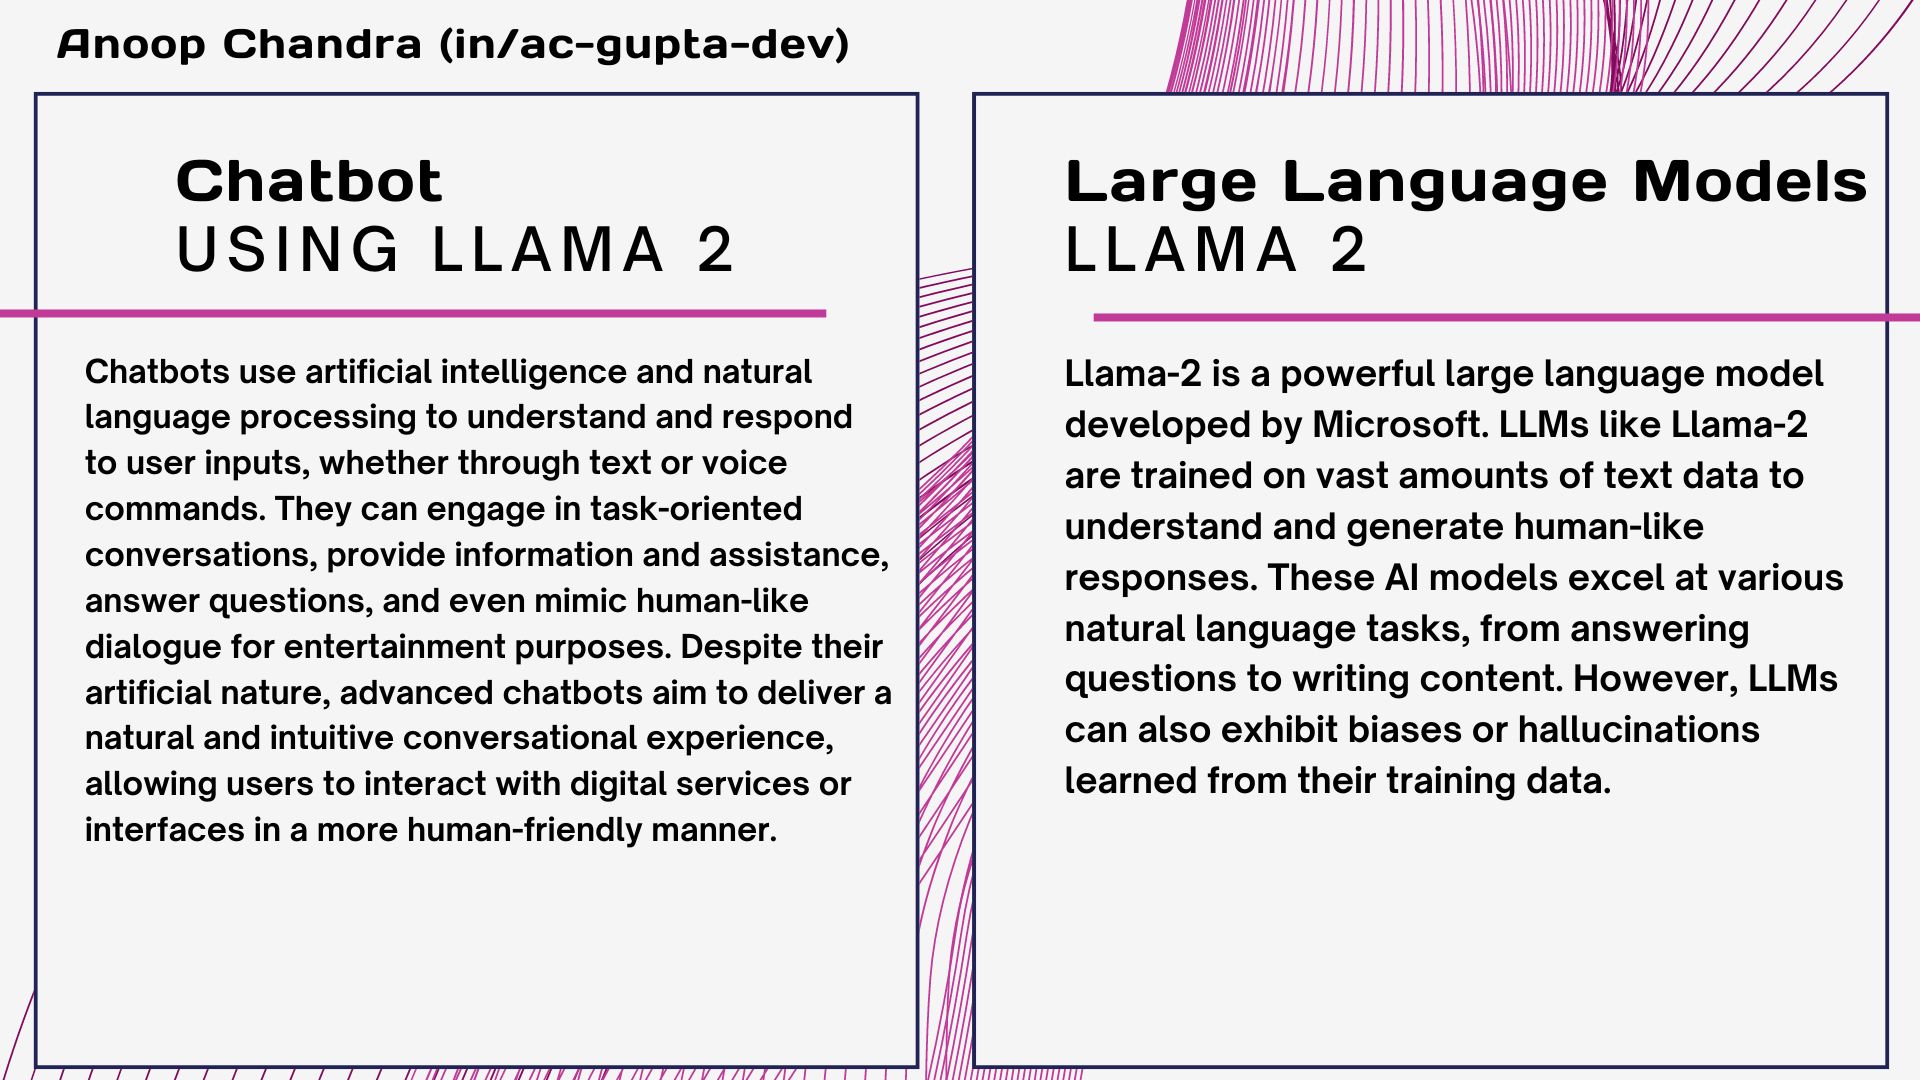 Anoop Chandra (in/ac-gupta-dev)
Chatbot
USING LLAMA 2
Chatbots use artificial intelligence and natural
language processing to understand and respond
to user inputs, whether through text or voice
commands. They can engage in task-oriented
conversations, provide information and assistance,
answer questions, and even mimic human-like
dialogue for entertainment purposes. Despite their
artificial nature, advanced chatbots aim to deliver a
natural and intuitive conversational experience,
allowing users to interact with digital services or
interfaces in a more human-friendly manner.
Large Language Models
LLAMA 2
Llama-2 is a powerful large language model
developed by Microsoft. LLMs like Llama-2
are trained on vast amounts of text data to
understand and generate human-like
responses. These AI models excel at various
natural language tasks, from answering
questions to writing content. However, LLMs
can also exhibit biases or hallucinations
learned from their training data.